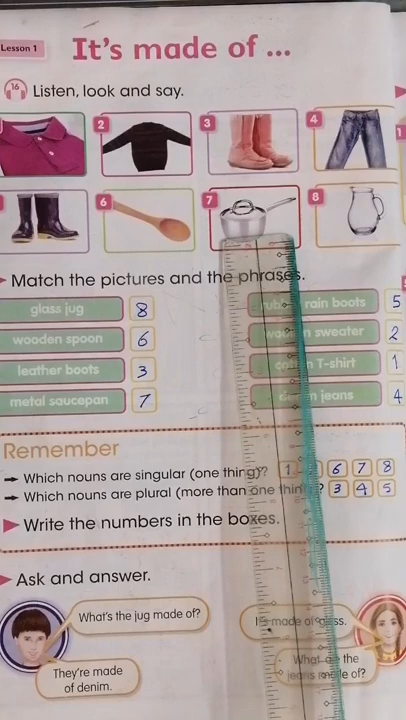 Lesson 1
It's made of ...
16
Listen, look and say.
2
3
4
6
7
8
Match the pictures and the phrases.
glass jug 8
rain boots 5
wooden spoon 6
sweater 2
leather boots 3
T-shirt 1
metal saucepan 7
jeans 4
Remember
Which nouns are singular (one thing)? 1 6 7 8
Which nouns are plural (more than one thing)? 3 4 5
Write the numbers in the boxes.
Ask and answer.
What's the jug made of?
made of glass.
They're made
of denim.
What are the
jeans made of?